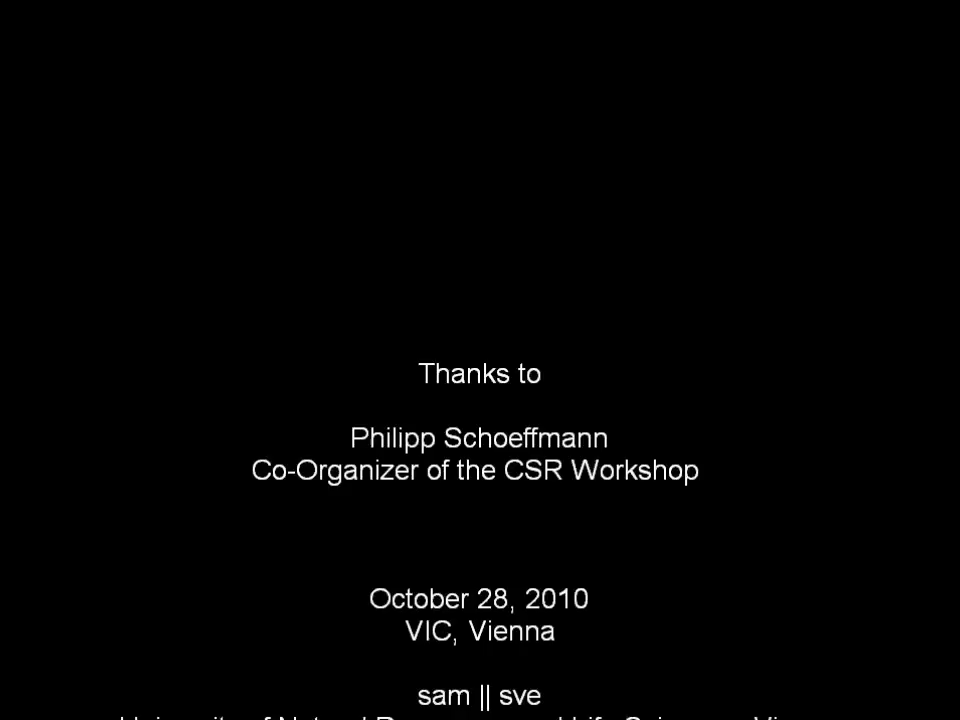 Thanks to
Philipp Schoeffmann
Co-Organizer of the CSR Workshop
October 28, 2010
VIC, Vienna
sam || sve